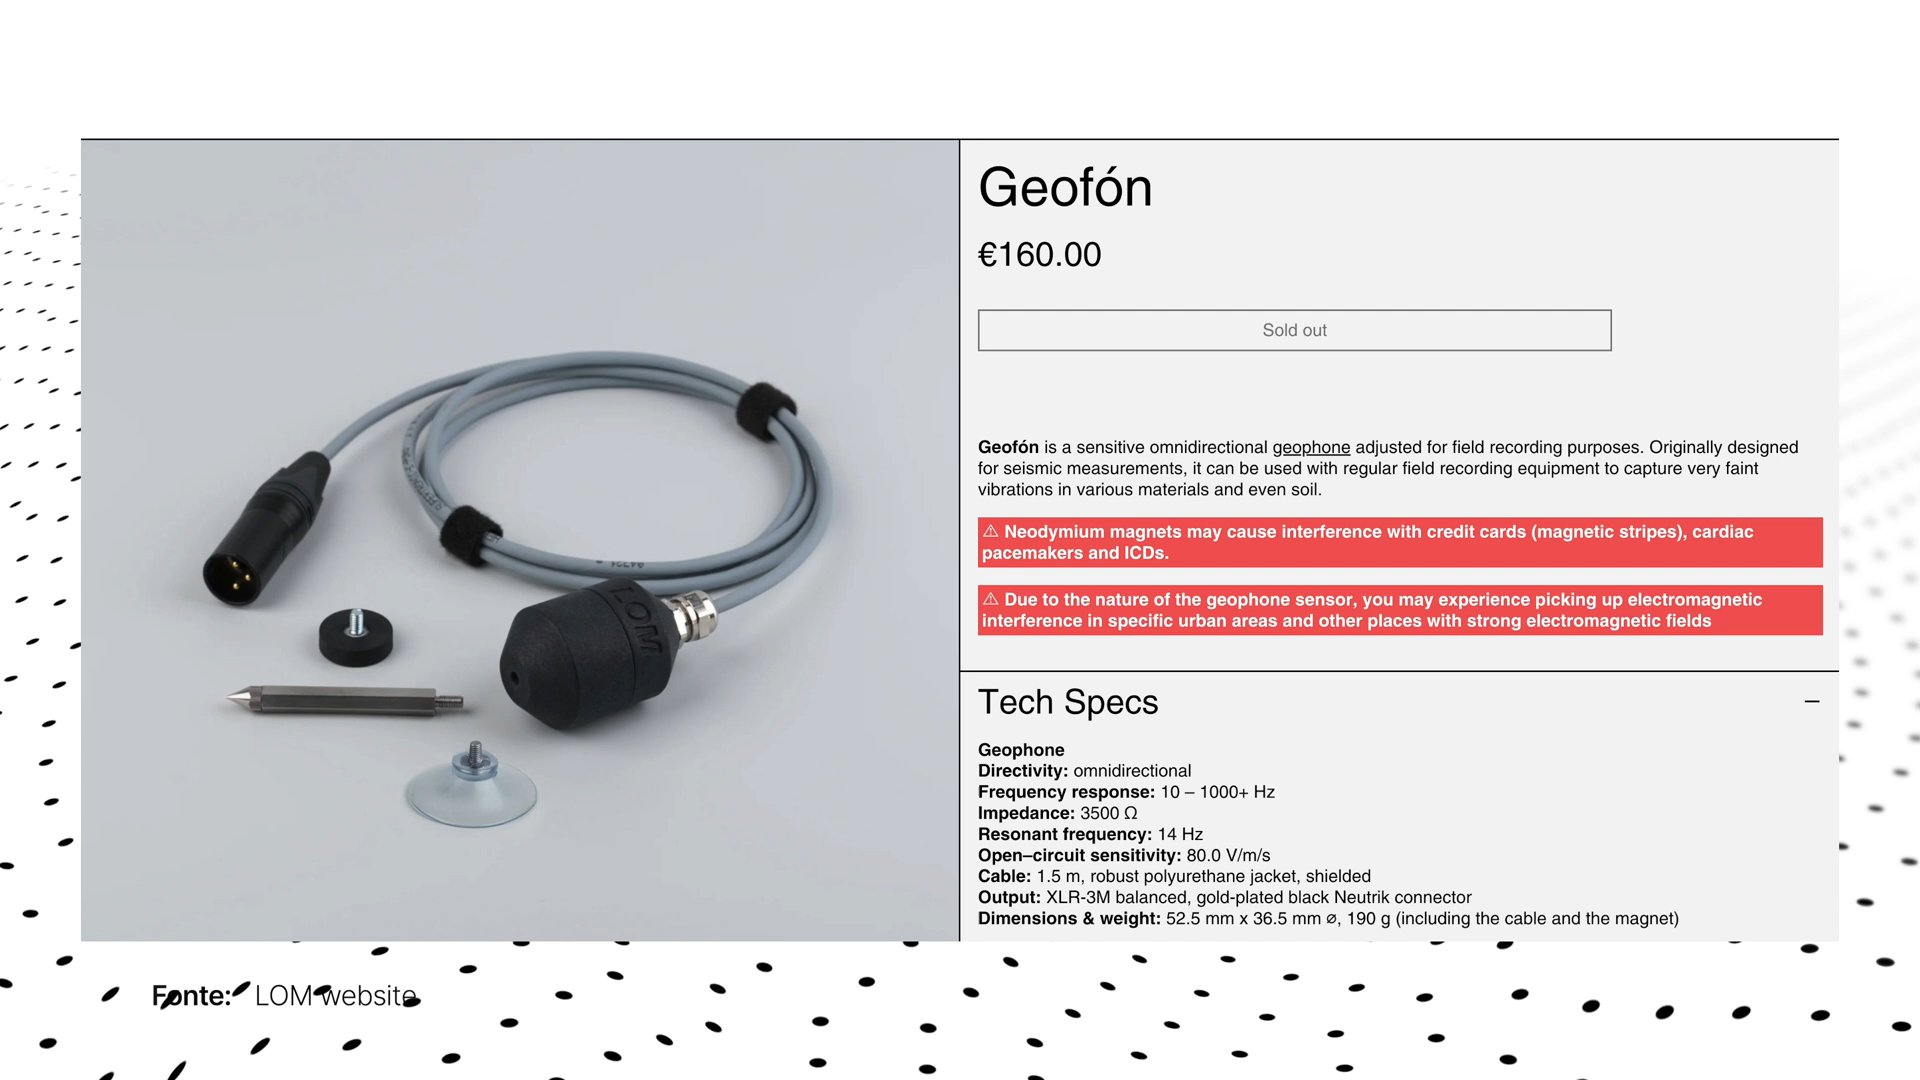 Geofón
€160.00
Sold out
Geofón is a sensitive omnidirectional geophone adjusted for field recording purposes. Originally designed
for seismic measurements, it can be used with regular field recording equipment to capture very faint
vibrations in various materials and even soil.
⚠ Neodymium magnets may cause interference with credit cards (magnetic stripes), cardiac
pacemakers and ICDs.
⚠ Due to the nature of the geophone sensor, you may experience picking up electromagnetic
interference in specific urban areas and other places with strong electromagnetic fields
Tech Specs –
Geophone
Directivity: omnidirectional
Frequency response: 10 – 1000+ Hz
Impedance: 3500 Ω
Resonant frequency: 14 Hz
Open–circuit sensitivity: 80.0 V/m/s
Cable: 1.5 m, robust polyurethane jacket, shielded
Output: XLR-3M balanced, gold-plated black Neutrik connector
Dimensions & weight: 52.5 mm x 36.5 mm ⌀, 190 g (including the cable and the magnet)
LOM
Fonte: LOM website